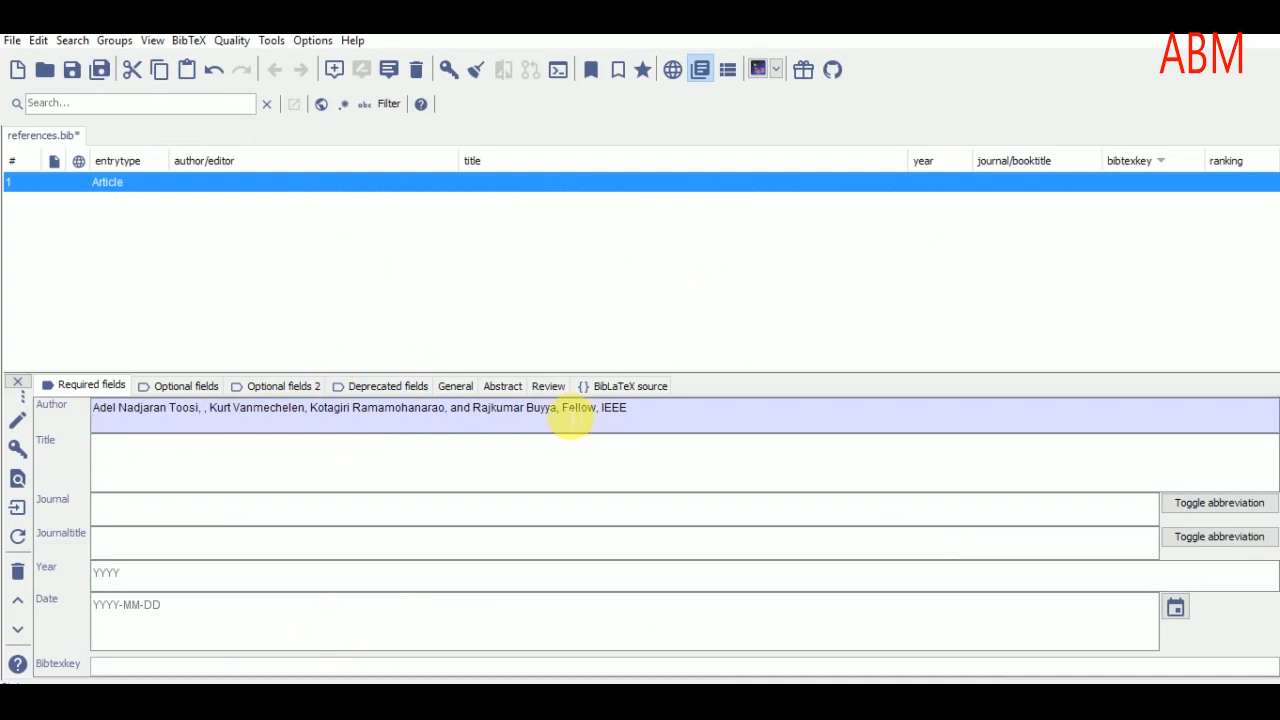 ABM
File Edit Search Groups View BibTeX Quality Tools Options Help
Search... abc Filter
references.bib*
# entrytype author/editor title year journal/booktitle bibtexkey ranking
1 Article
Required fields Optional fields Optional fields 2 Deprecated fields General Abstract Review {} BibLaTeX source
Author Adel Nadjaran Toosi, , Kurt Vanmechelen, Kotagiri Ramamohanarao, and Rajkumar Buyya, Fellow, IEEE
Title
Journal Toggle abbreviation
Journaltitle Toggle abbreviation
Year YYYY
Date YYYY-MM-DD
Bibtexkey